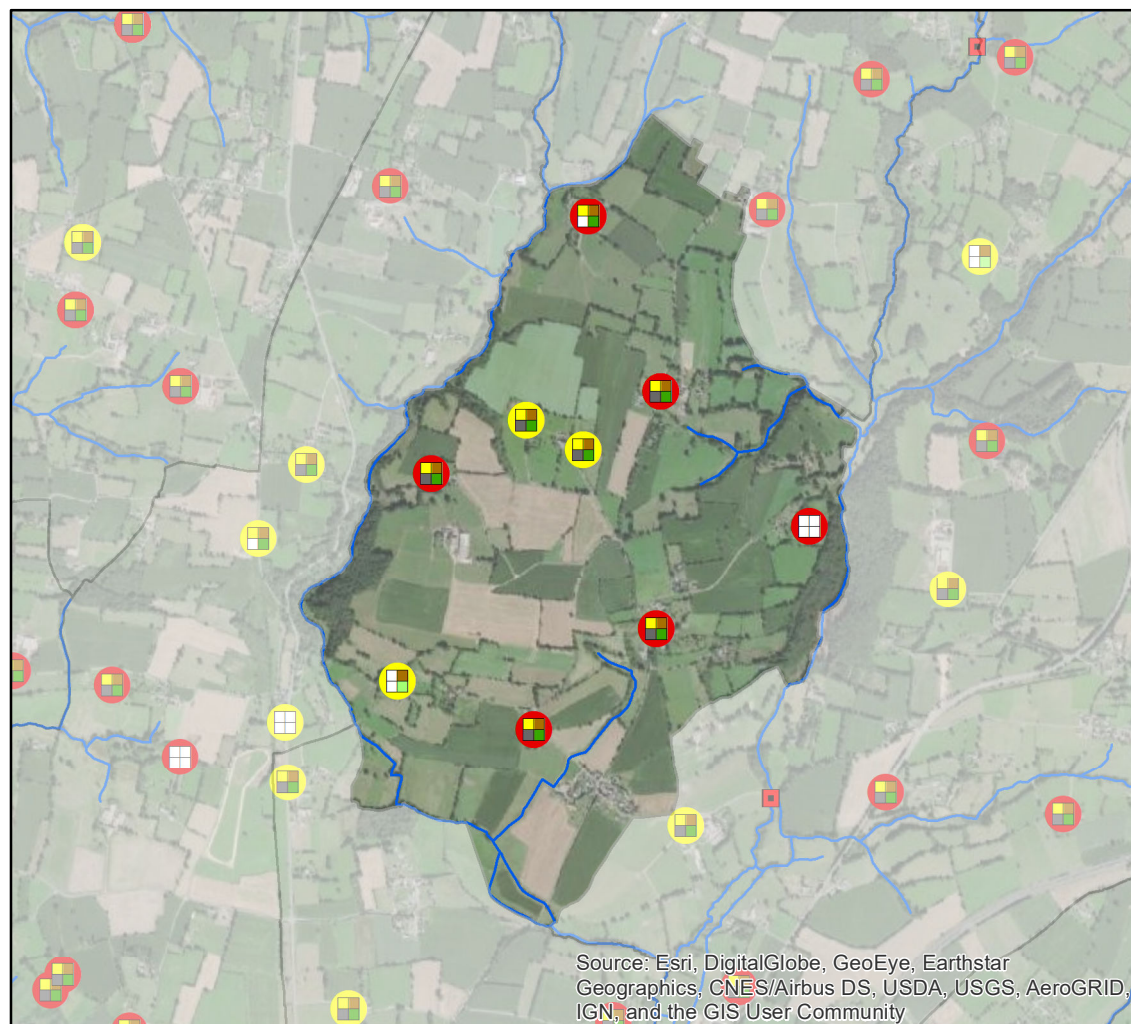 Source: Esri, DigitalGlobe, GeoEye, Earthstar
Geographics, CNES/Airbus DS, USDA, USGS, AeroGRID,
IGN, and the GIS User Community